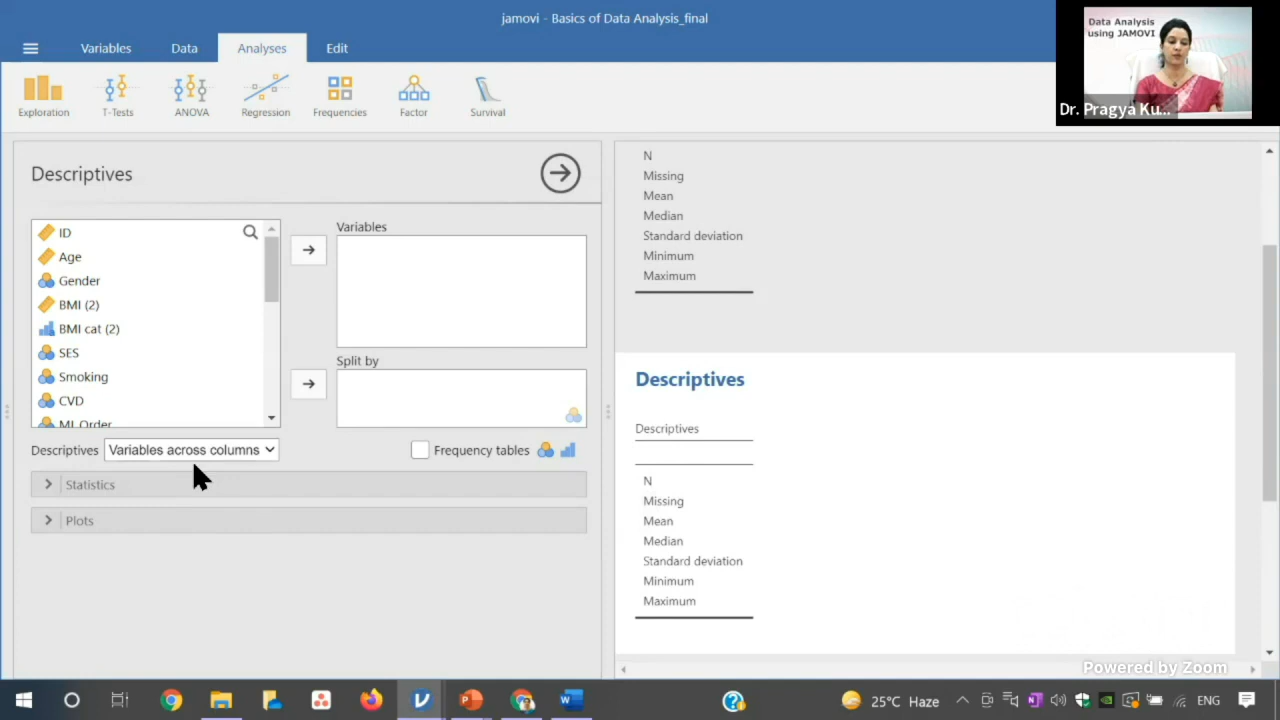 jamovi - Basics of Data Analysis_final
Variables
Data
Analyses
Edit
Exploration
T-Tests
ANOVA
Regression
Frequencies
Factor
Survival
Data Analysis
using JAMOVI
Dr. Pragya Ku...
Descriptives
ID
Age
Gender
BMI (2)
BMI cat (2)
SES
Smoking
CVD
MI Order
Variables
Split by
Descriptives
Variables across columns
Frequency tables
Statistics
Plots
N
Missing
Mean
Median
Standard deviation
Minimum
Maximum
Descriptives
Descriptives
N
Missing
Mean
Median
Standard deviation
Minimum
Maximum
Powered by Zoom
25°C Haze
ENG